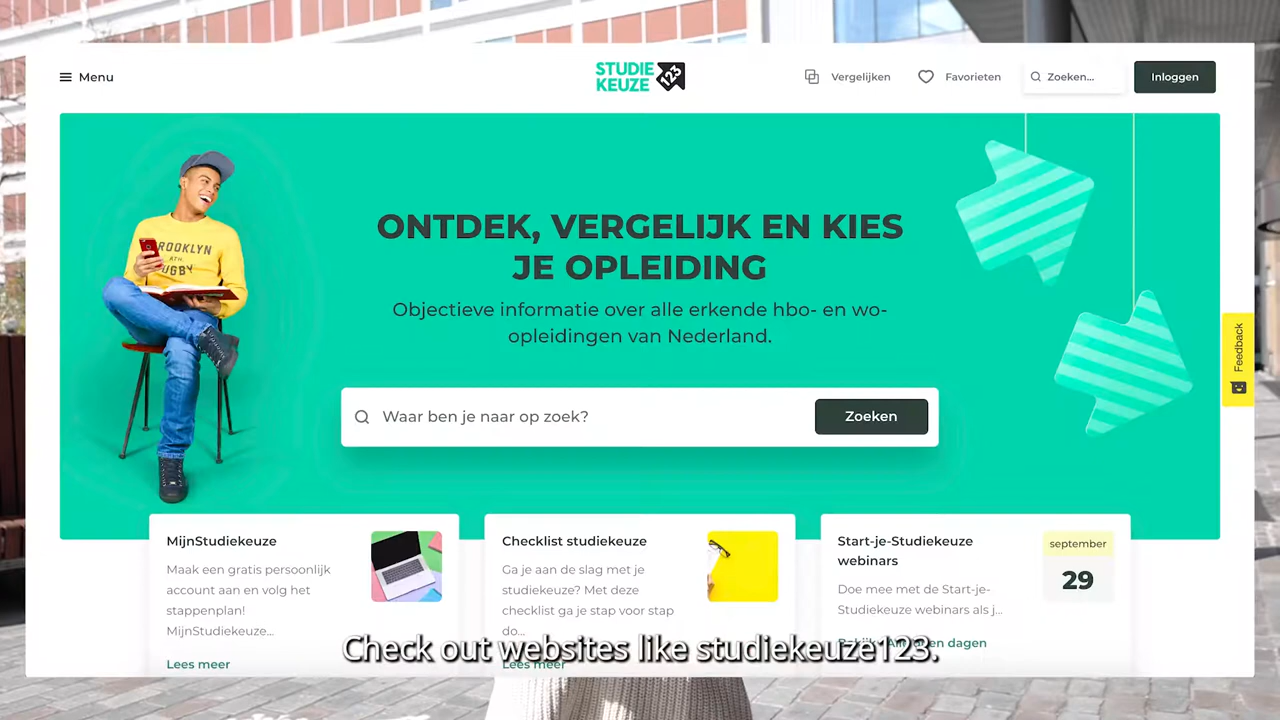 Menu
STUDIE
KEUZE
123
Vergelijken
Favorieten
Zoeken...
Inloggen
ROOKLYN
ATH.
RUGBY
ONTDEK, VERGELIJK EN KIES
JE OPLEIDING
Objectieve informatie over alle erkende hbo- en wo-
opleidingen van Nederland.
Feedback
Waar ben je naar op zoek?
Zoeken
MijnStudiekeuze
Maak een gratis persoonlijk
account aan en volg het
stappenplan!
MijnStudiekeuze...
Lees meer
Checklist studiekeuze
Ga je aan de slag met je
studiekeuze? Met deze
checklist ga je stap voor stap
do...
Lees meer
Start-je-Studiekeuze
webinars
Doe mee met de Start-je-
Studiekeuze webinars als j...
dagen
september
29
Check out websites like studiekeuze123.